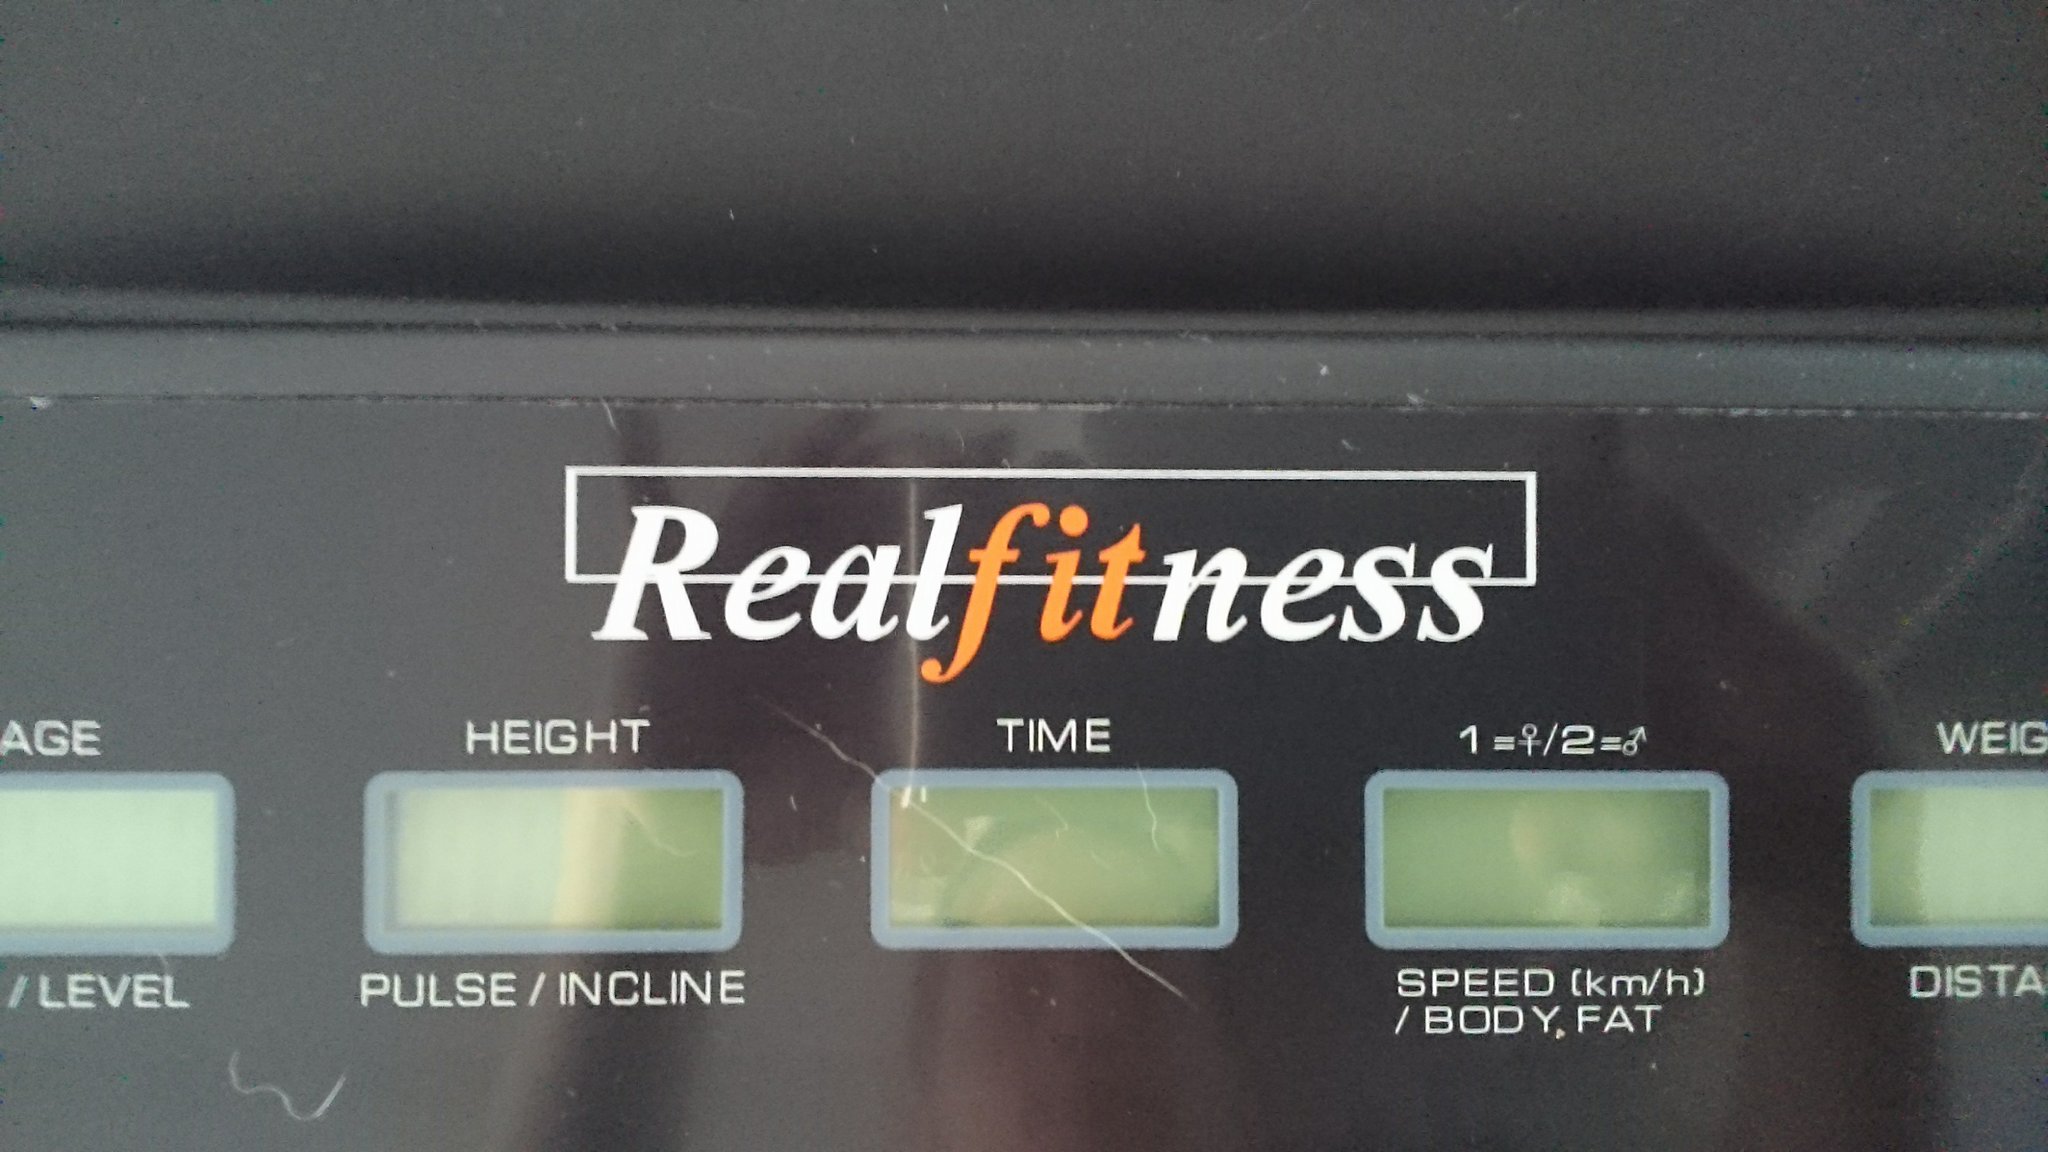 Realfitness
AGE HEIGHT TIME 1=♀/2=♂ WEIG
/ LEVEL PULSE / INCLINE SPEED (km/h) DISTA
/ BODY FAT